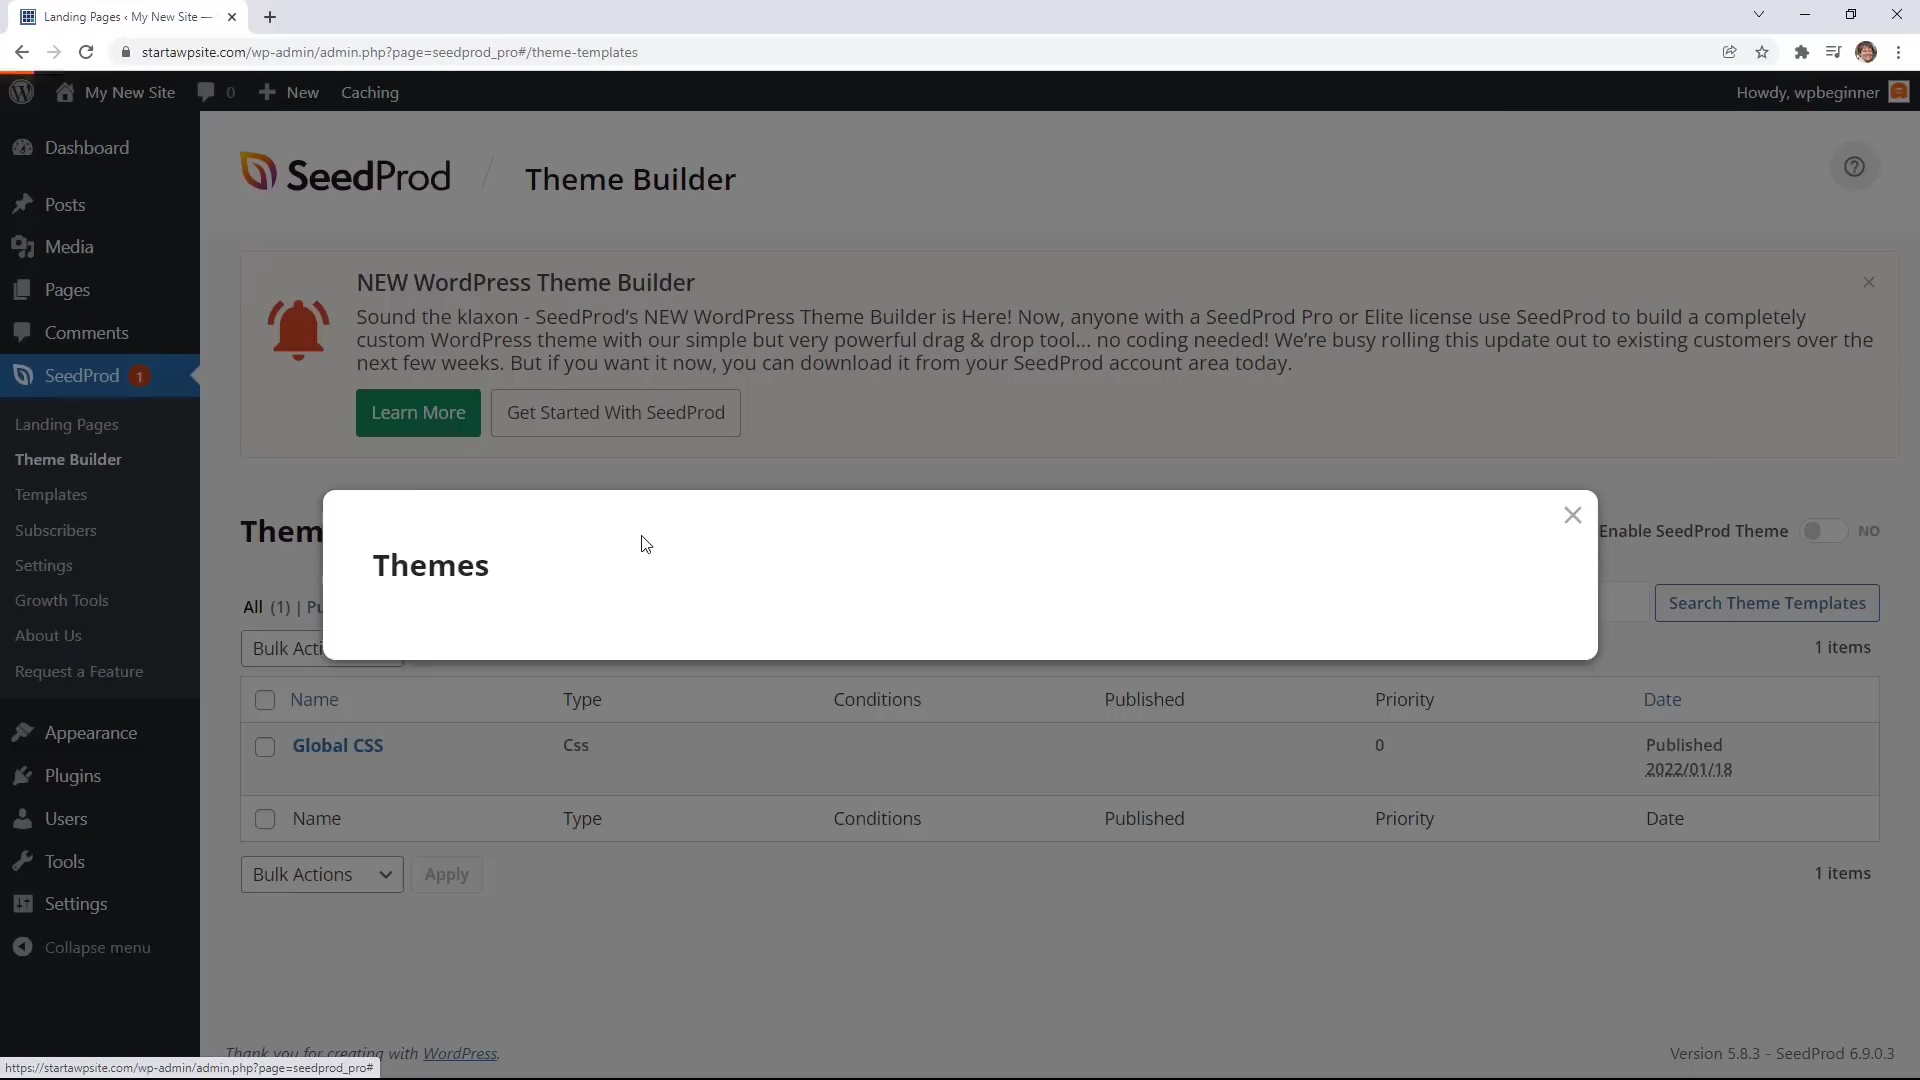 Landing Pages ‹ My New Site —
startawpsite.com/wp-admin/admin.php?page=seedprod_pro#/theme-templates
My New Site
0
New
Caching
Howdy, wpbeginner
Dashboard
Posts
Media
Pages
Comments
SeedProd 1
Landing Pages
Theme Builder
Templates
Subscribers
Settings
Growth Tools
About Us
Request a Feature
Appearance
Plugins
Users
Tools
Settings
Collapse menu
SeedProd / Theme Builder
NEW WordPress Theme Builder
Sound the klaxon - SeedProd’s NEW WordPress Theme Builder is Here! Now, anyone with a SeedProd Pro or Elite license use SeedProd to build a completely
custom WordPress theme with our simple but very powerful drag & drop tool... no coding needed! We’re busy rolling this update out to existing customers over the
next few weeks. But if you want it now, you can download it from your SeedProd account area today.
Learn More
Get Started With SeedProd
Them
Enable SeedProd Theme NO
Themes
All (1) | Pu
Search Theme Templates
Bulk Acti
1 items
Name Type Conditions Published Priority Date
Global CSS Css 0 Published
2022/01/18
Name Type Conditions Published Priority Date
Bulk Actions Apply
1 items
Thank you for creating with WordPress.
Version 5.8.3 - SeedProd 6.9.0.3
https://startawpsite.com/wp-admin/admin.php?page=seedprod_pro#